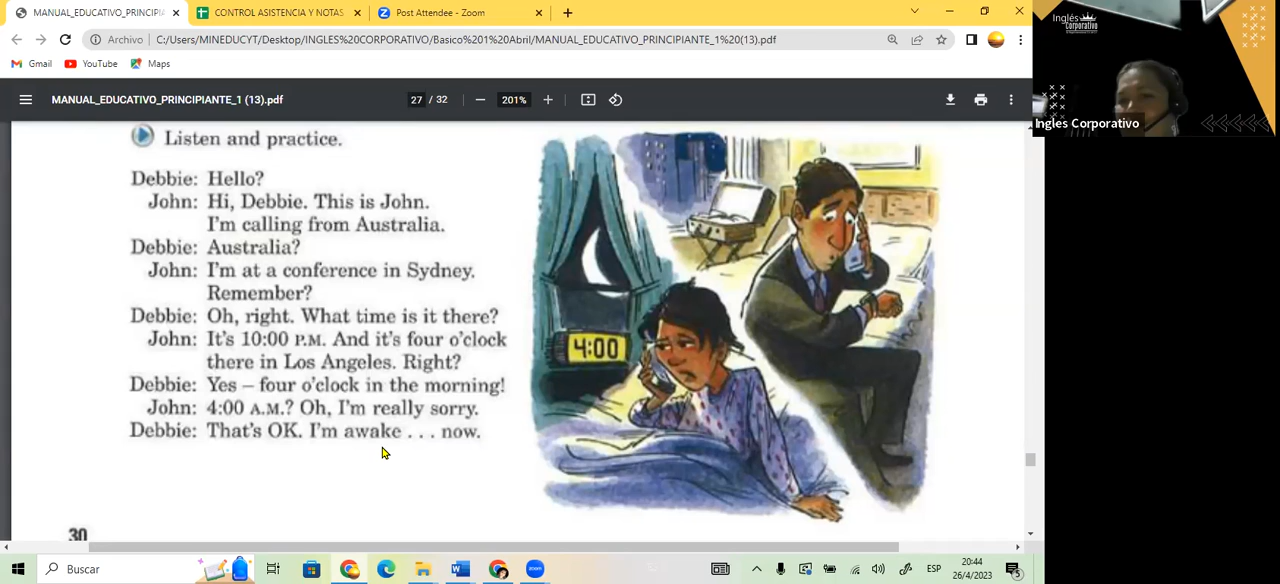 MANUAL_EDUCATIVO_PRINCIPIA
CONTROL ASISTENCIA Y NOTAS
Post Attendee - Zoom
Archivo
C:/Users/MINEDUCYT/Desktop/INGLES%20CORPORATIVO/Basico%201%20Abril/MANUAL_EDUCATIVO_PRINCIPIANTE_1%20(13).pdf
Gmail
YouTube
Maps
MANUAL_EDUCATIVO_PRINCIPIANTE_1 (13).pdf
27 / 32
201%
Inglés
Corporativo
Ingles Corporativo
Listen and practice.
Debbie: Hello?
John: Hi, Debbie. This is John.
I'm calling from Australia.
Debbie: Australia?
John: I'm at a conference in Sydney.
Remember?
Debbie: Oh, right. What time is it there?
John: It's 10:00 P.M. And it's four o'clock
there in Los Angeles. Right?
Debbie: Yes – four o'clock in the morning!
John: 4:00 A.M.? Oh, I'm really sorry.
Debbie: That's OK. I'm awake . . . now.
4:00
30
Buscar
ESP
20:44
26/4/2023
5